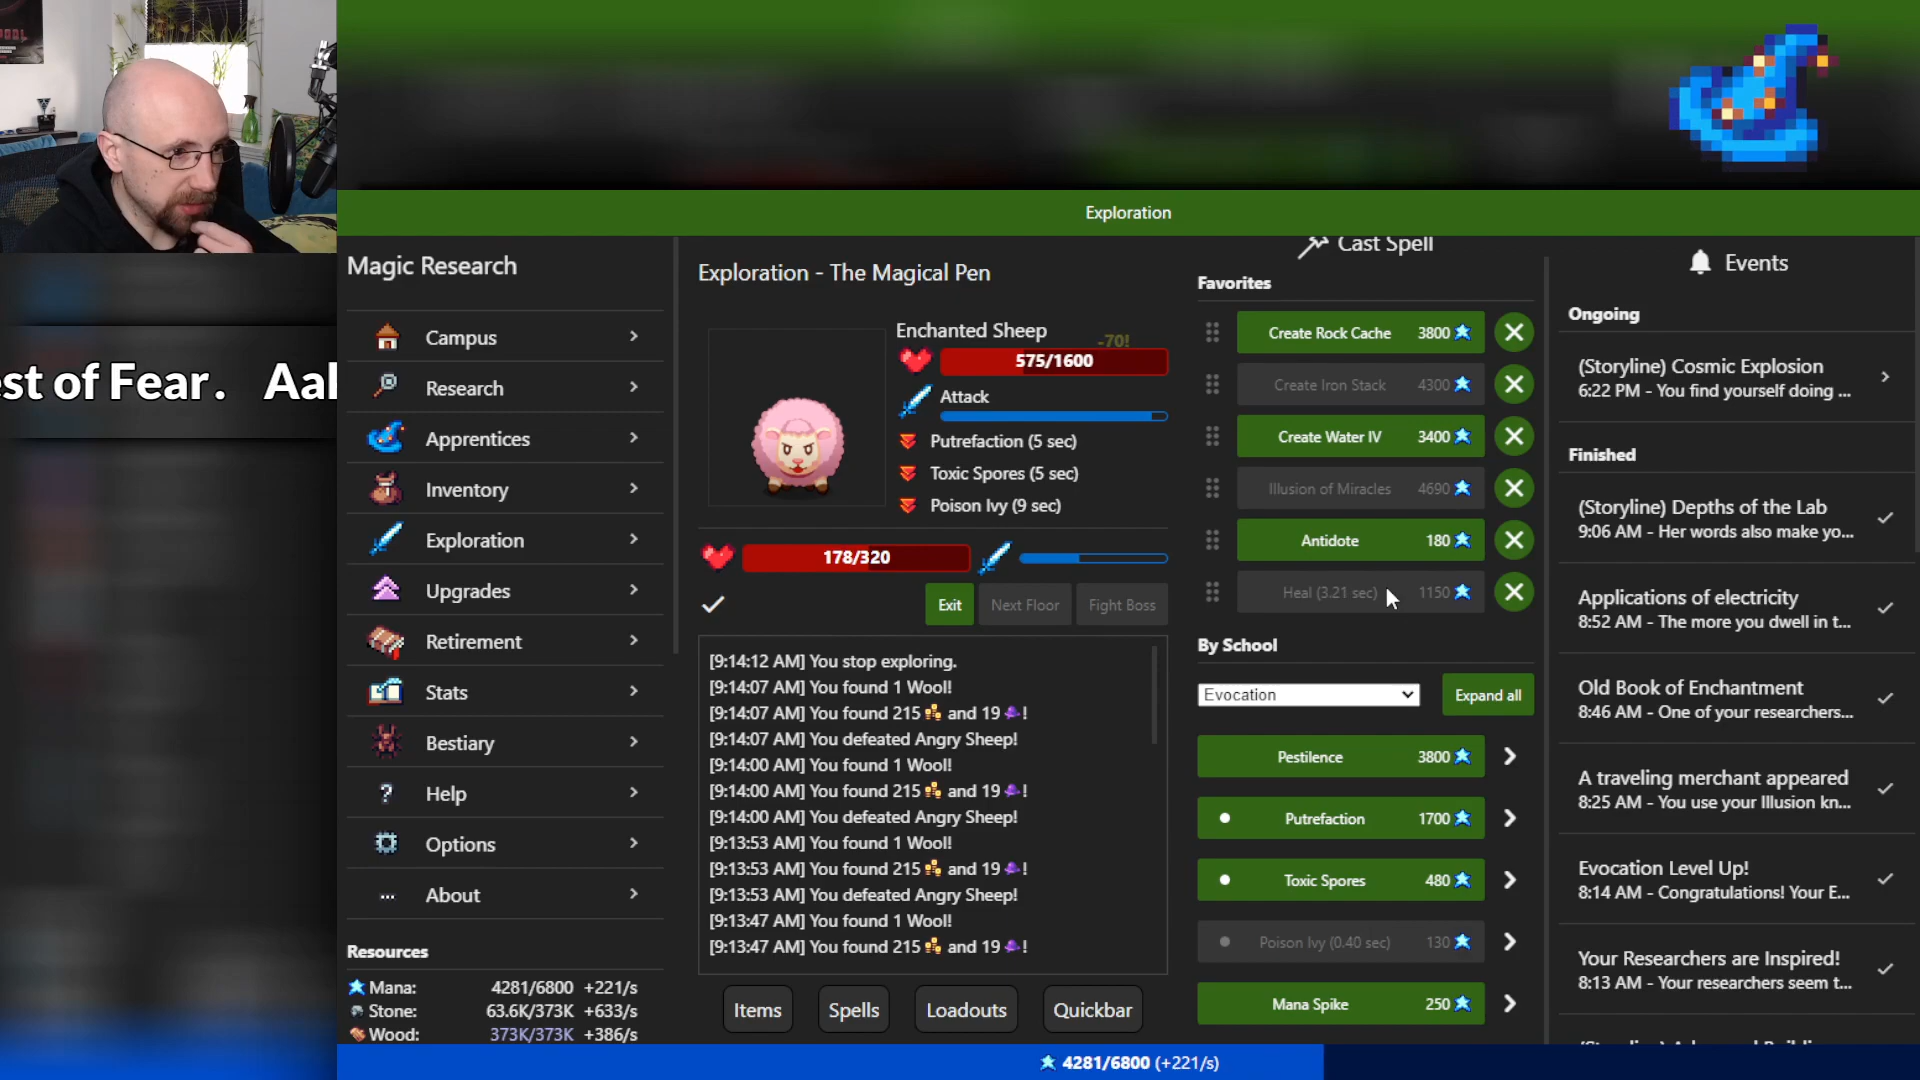 Exploration
est of Fear. Aal
Magic Research
Campus
Research
Apprentices
Inventory
Exploration
Upgrades
Retirement
Stats
Bestiary
Help
Options
About
Resources
Mana: 4281/6800 +221/s
Stone: 63.6K/373K +633/s
Wood: 373K/373K +386/s
Exploration - The Magical Pen
Enchanted Sheep
-70!
575/1600
Attack
Putrefaction (5 sec)
Toxic Spores (5 sec)
Poison Ivy (9 sec)
178/320
Exit Next Floor Fight Boss
[9:14:12 AM] You stop exploring.
[9:14:07 AM] You found 1 Wool!
[9:14:07 AM] You found 215 and 19 !
[9:14:07 AM] You defeated Angry Sheep!
[9:14:00 AM] You found 1 Wool!
[9:14:00 AM] You found 215 and 19 !
[9:14:00 AM] You defeated Angry Sheep!
[9:13:53 AM] You found 1 Wool!
[9:13:53 AM] You found 215 and 19 !
[9:13:53 AM] You defeated Angry Sheep!
[9:13:47 AM] You found 1 Wool!
[9:13:47 AM] You found 215 and 19 !
Items Spells Loadouts Quickbar
Cast Spell
Favorites
Create Rock Cache 3800
Create Iron Stack 4300
Create Water IV 3400
Illusion of Miracles 4690
Antidote 180
Heal (3.21 sec) 1150
By School
Evocation Expand all
Pestilence 3800
Putrefaction 1700
Toxic Spores 480
Poison Ivy (0.40 sec) 130
Mana Spike 250
Events
Ongoing
(Storyline) Cosmic Explosion
6:22 PM - You find yourself doing ...
Finished
(Storyline) Depths of the Lab
9:06 AM - Her words also make yo...
Applications of electricity
8:52 AM - The more you dwell in t...
Old Book of Enchantment
8:46 AM - One of your researchers...
A traveling merchant appeared
8:25 AM - You use your Illusion kn...
Evocation Level Up!
8:14 AM - Congratulations! Your E...
Your Researchers are Inspired!
8:13 AM - Your researchers seem t...
4281/6800 (+221/s)